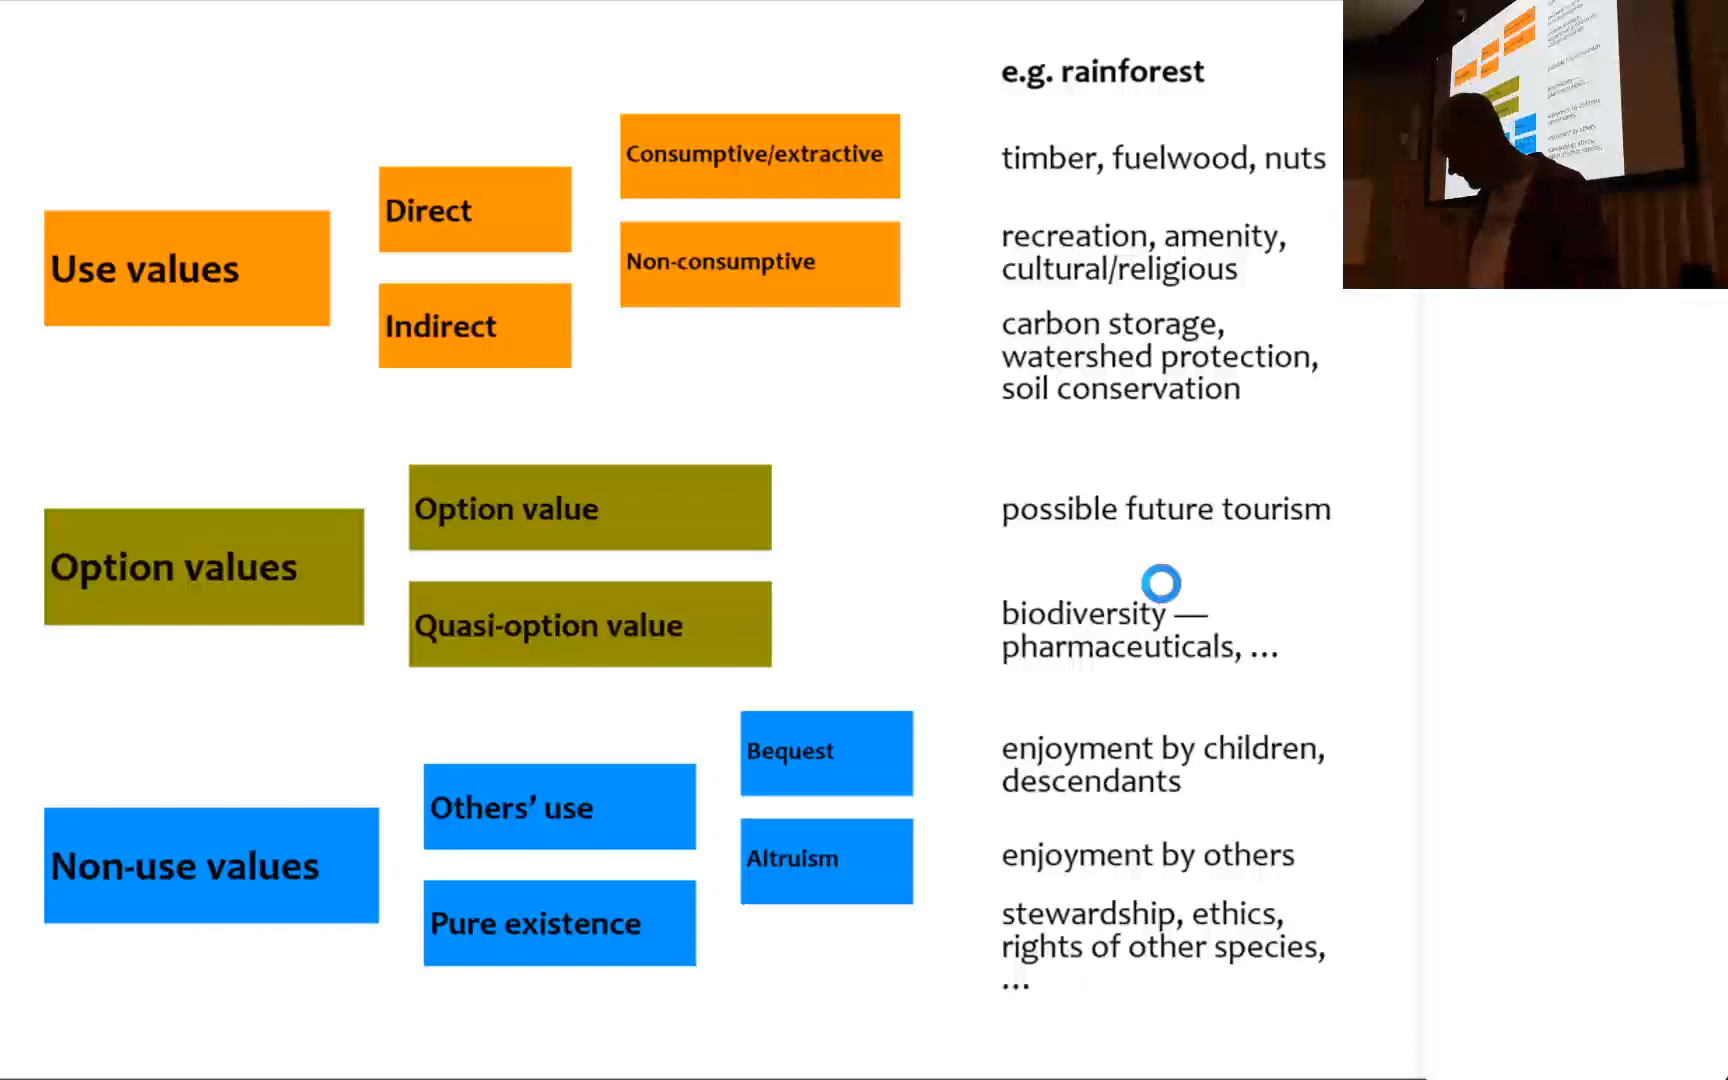 e.g. rainforest
Use values
Direct
Consumptive/extractive
timber, fuelwood, nuts
Non-consumptive
recreation, amenity,
cultural/religious
Indirect
carbon storage,
watershed protection,
soil conservation
Option values
Option value
possible future tourism
Quasi-option value
biodiversity —
pharmaceuticals, ...
Non-use values
Others’ use
Bequest
enjoyment by children,
descendants
Altruism
enjoyment by others
Pure existence
stewardship, ethics,
rights of other species,
...